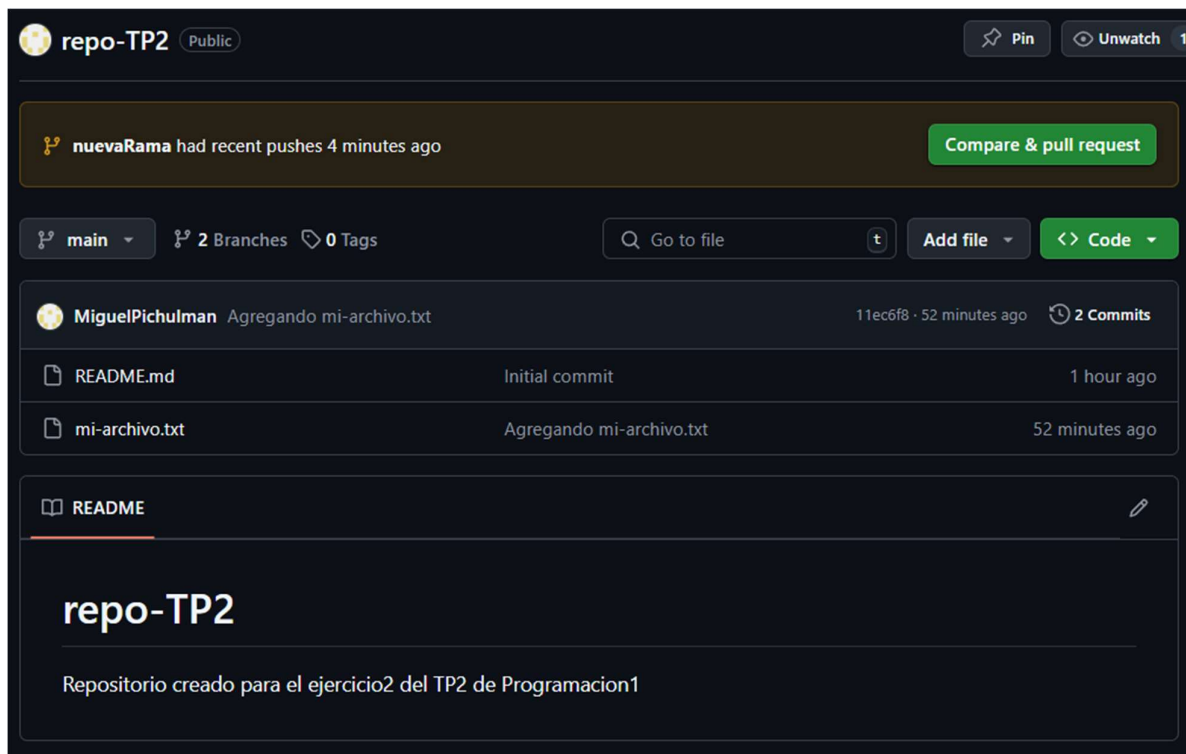 repo-TP2 Public Pin Unwatch 1
nuevaRama had recent pushes 4 minutes ago Compare & pull request
main 2 Branches 0 Tags Go to file t Add file <> Code
MiguelPichulman Agregando mi-archivo.txt 11ec6f8 · 52 minutes ago 2 Commits
README.md Initial commit 1 hour ago
mi-archivo.txt Agregando mi-archivo.txt 52 minutes ago
README
repo-TP2
Repositorio creado para el ejercicio2 del TP2 de Programacion1